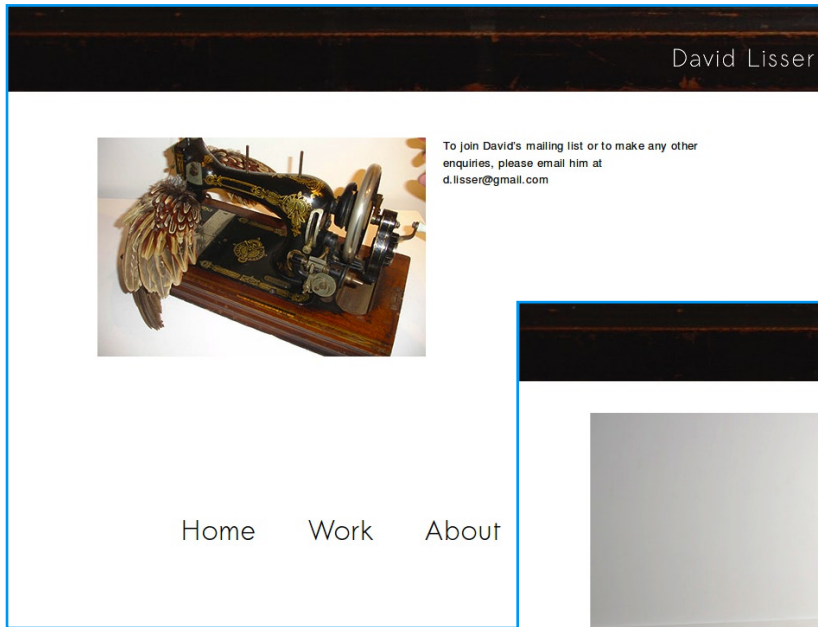 David Lisser
To join David's mailing list or to make any other
enquiries, please email him at
d.lisser@gmail.com
Home Work About